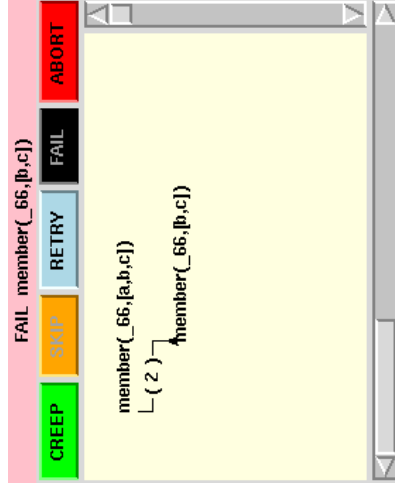 FAIL member(_66,[b,c])
CREEP SKIP RETRY FAIL ABORT
member(_66,[a,b,c])
( 2 )
member(_66,[b,c])